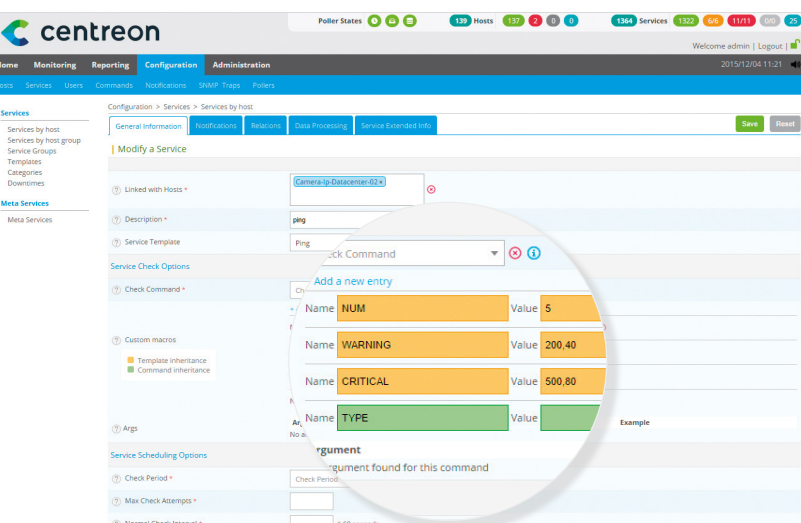 centreon
Poller States
139 Hosts 137 2 0 0
1364 Services 1322 6/6 11/11 0/0 25
Welcome admin | Logout |
Home Monitoring Reporting Configuration Administration
2015/12/04 11:21
Hosts Services Users Commands Notifications SNMP Traps Pollers
Configuration > Services > Services by host
General Information Notifications Relations Data Processing Service Extended Info
Save Reset
Services
Services by host
Services by host group
Service Groups
Templates
Categories
Downtimes
Meta Services
Meta Services
Modify a Service
Linked with Hosts *
Camera-Ip-Datacenter-02 ×
Description *
ping
Service Template
Ping
Service Check Options
Check Command *
Custom macros
Template inheritance
Command inheritance
Args
No a
Example
Service Scheduling Options
Check Period *
Check Period
Max Check Attempts *
Normal Check Interval *
ck Command
Add a new entry
Name NUM Value 5
Name WARNING Value 200,40
Name CRITICAL Value 500,80
Name TYPE Value
rgument
rgument found for this command